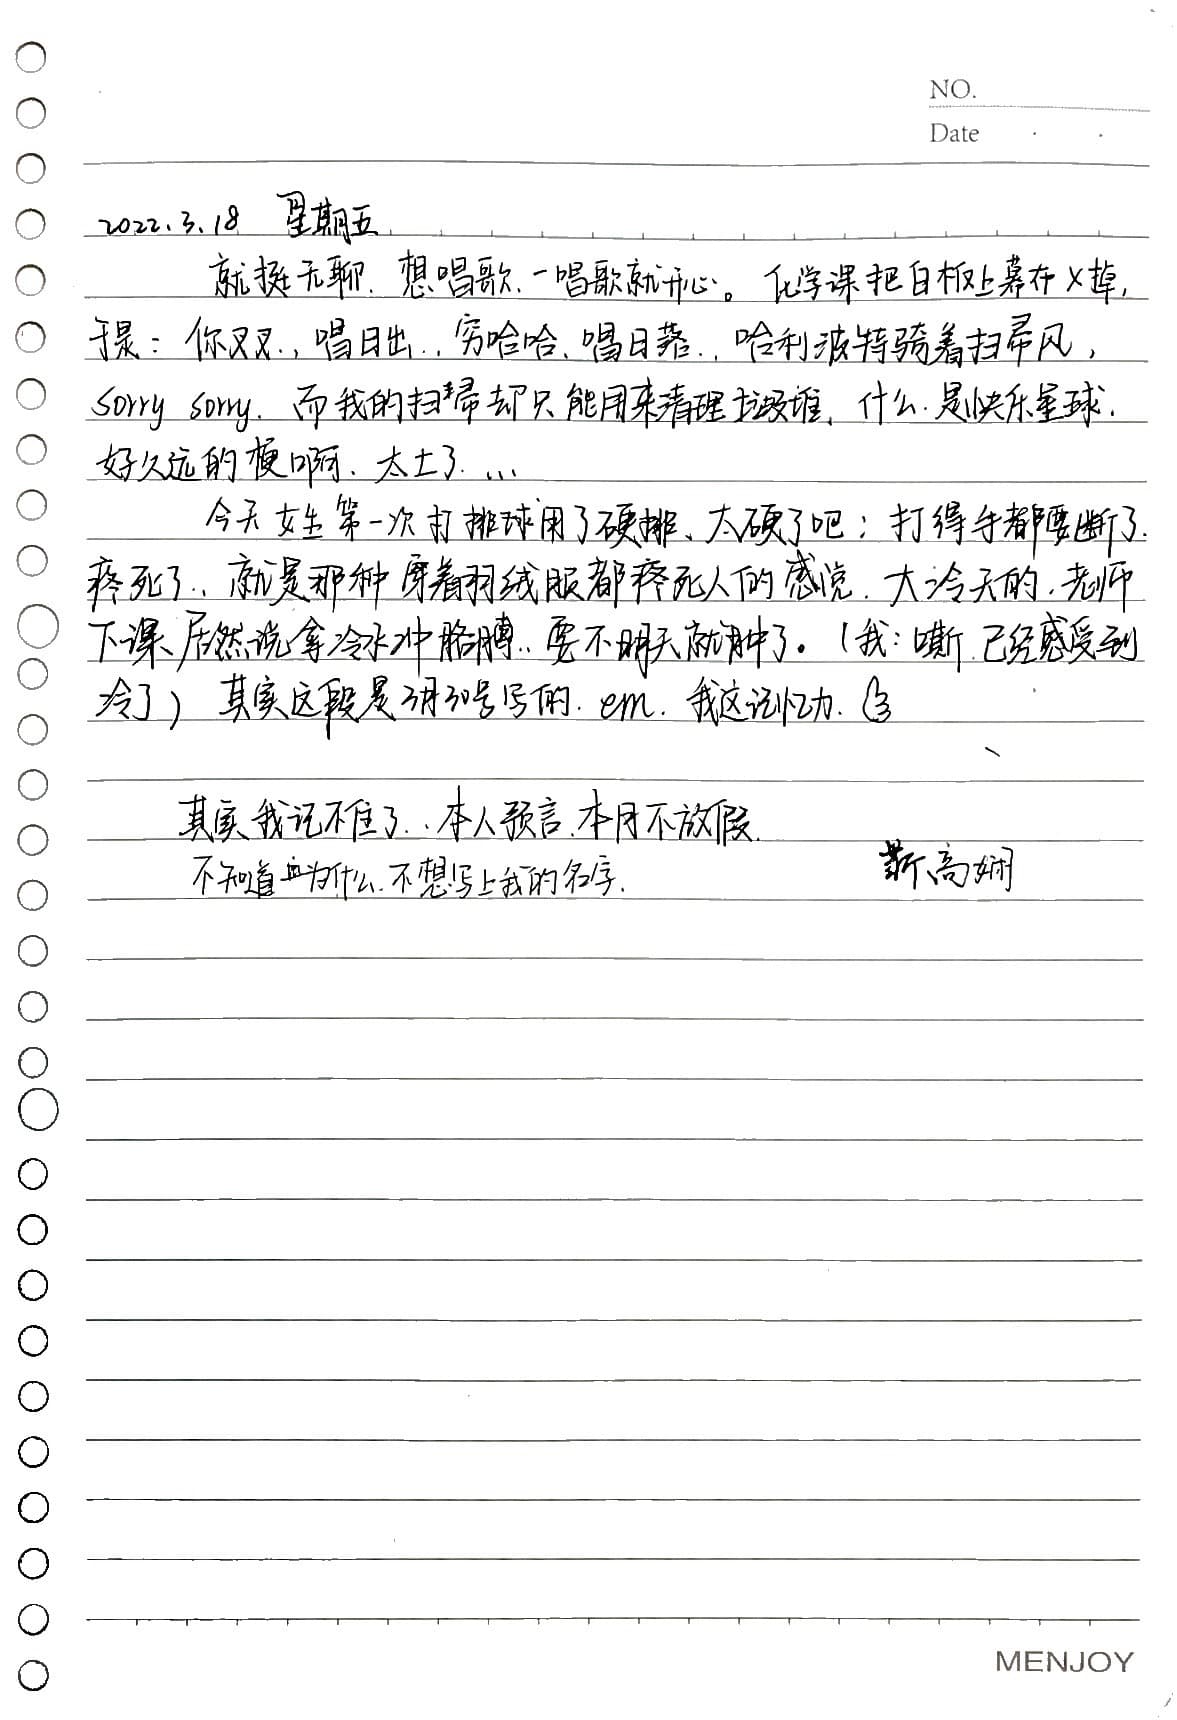 NO.
Date
2022.3.18 星期五
就挺无聊.想唱歌.一唱歌就开心。化学课把白板上幕布X掉,
于是:你叉叉..,唱日出..,穷哈哈、唱日落..,哈利波特骑着扫帚风,
sorry sorry.而我的扫帚却只能用来清理垃圾堆,什么.是快乐星球.
好久远的梗啊.太土了...
今天女生第一次打排球用了硬排、太硬了吧;打得手都要断了.
疼死了..就是那种穿着羽绒服都疼死人的感觉.大冷天的.老师
下课居然说拿冷水冲胳膊..要不明天就肿了。(我:嘶.已经感受到
冷了)其实这段是3月30号写的.em.我这记忆力.
其实我记不住了..本人预言.本月不放假.
不知道为什么.不想写上我的名字.
靳高娴
MENJOY